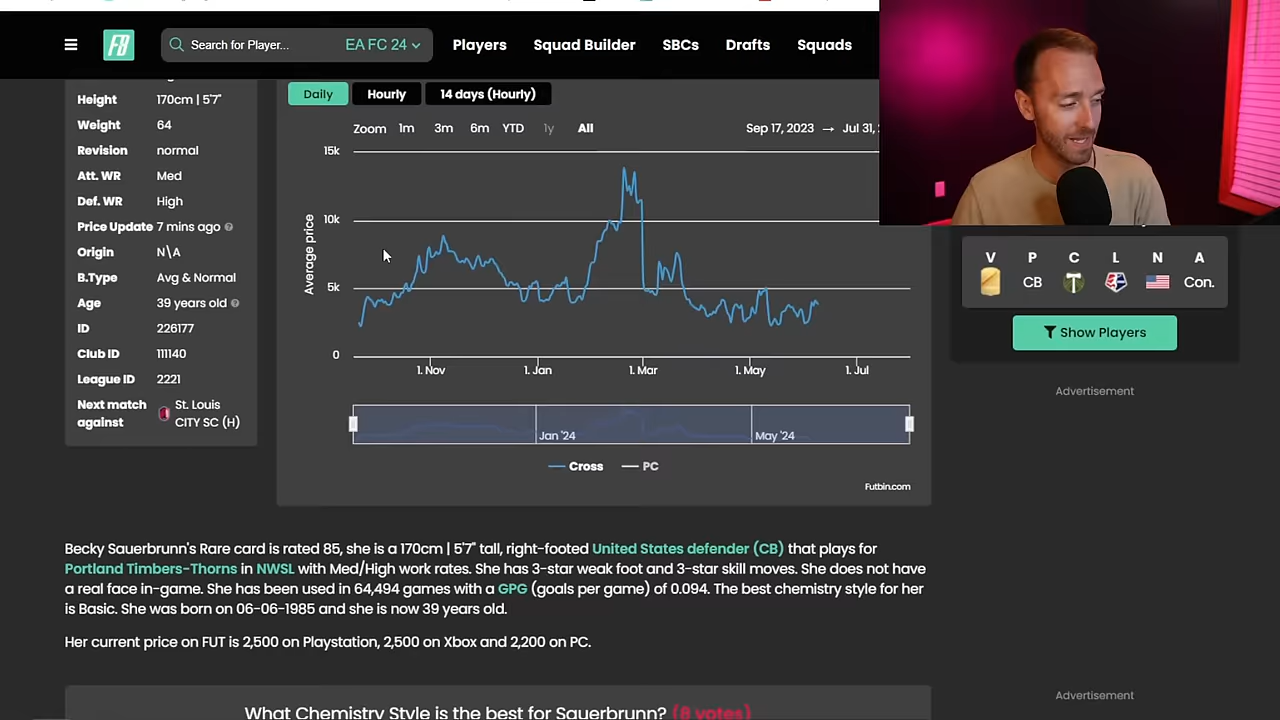 F8
Search for Player...
EA FC 24
Players
Squad Builder
SBCs
Drafts
Squads
Height 170cm | 5'7"
Weight 64
Revision normal
Att. WR Med
Def. WR High
Price Update 7 mins ago
Origin N\A
B.Type Avg & Normal
Age 39 years old
ID 226177
Club ID 111140
League ID 2221
Next match against St. Louis CITY SC (H)
Daily
Hourly
14 days (Hourly)
Zoom 1m 3m 6m YTD 1y All
Sep 17, 2023 → Jul 31,
15k
10k
5k
0
Average price
1. Nov
1. Jan
1. Mar
1. May
1. Jul
Jan '24
May '24
Cross
PC
Futbin.com
V P C L N A
CB
Con.
Show Players
Advertisement
Becky Sauerbrunn's Rare card is rated 85, she is a 170cm | 5'7" tall, right-footed United States defender (CB) that plays for
Portland Timbers-Thorns in NWSL with Med/High work rates. She has 3-star weak foot and 3-star skill moves. She does not have
a real face in-game. She has been used in 64,494 games with a GPG (goals per game) of 0.094. The best chemistry style for her
is Basic. She was born on 06-06-1985 and she is now 39 years old.
Her current price on FUT is 2,500 on Playstation, 2,500 on Xbox and 2,200 on PC.
Advertisement
What Chemistry Style is the best for Sauerbrunn? (8 votes)